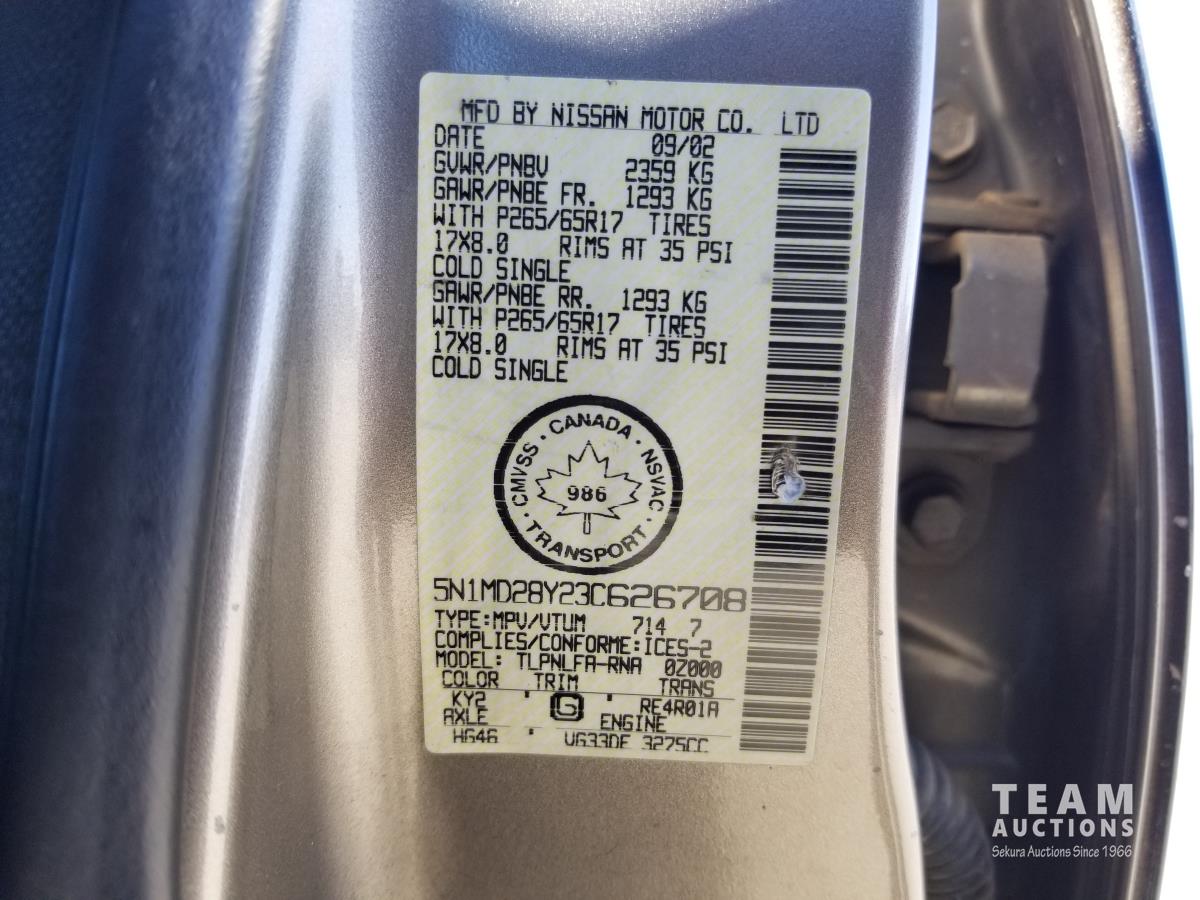 MFD BY NISSAN MOTOR CO. LTD
DATE 09/02
GVWR/PNBV 2359 KG
GAWR/PNBE FR. 1293 KG
WITH P265/65R17 TIRES
17X8.0 RIMS AT 35 PSI
COLD SINGLE
GAWR/PNBE RR. 1293 KG
WITH P265/65R17 TIRES
17X8.0 RIMS AT 35 PSI
COLD SINGLE
· CANADA ·
CMVSS · NSVAC
986
· TRANSPORT ·
5N1MD28Y23C626708
TYPE:MPV/VTUM 714 7
COMPLIES/CONFORME:ICES-2
MODEL: TLPNLFA-RNA 0Z000
COLOR TRIM TRANS
KY2 ' G ' RE4R01A
AXLE ENGINE
HG46 ' VG33DE 3275CC
TEAM
AUCTIONS
Sekura Auctions Since 1966